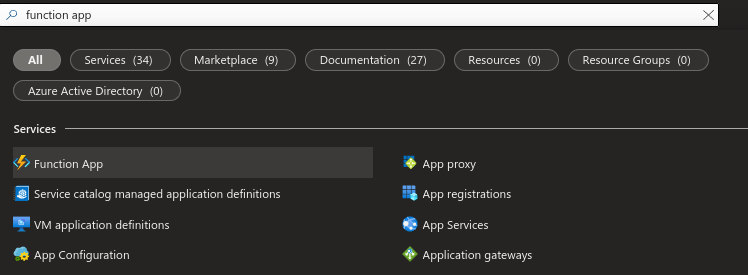 function app
All
Services (34)
Marketplace (9)
Documentation (27)
Resources (0)
Resource Groups (0)
Azure Active Directory (0)
Services
Function App
App proxy
Service catalog managed application definitions
App registrations
VM application definitions
App Services
App Configuration
Application gateways